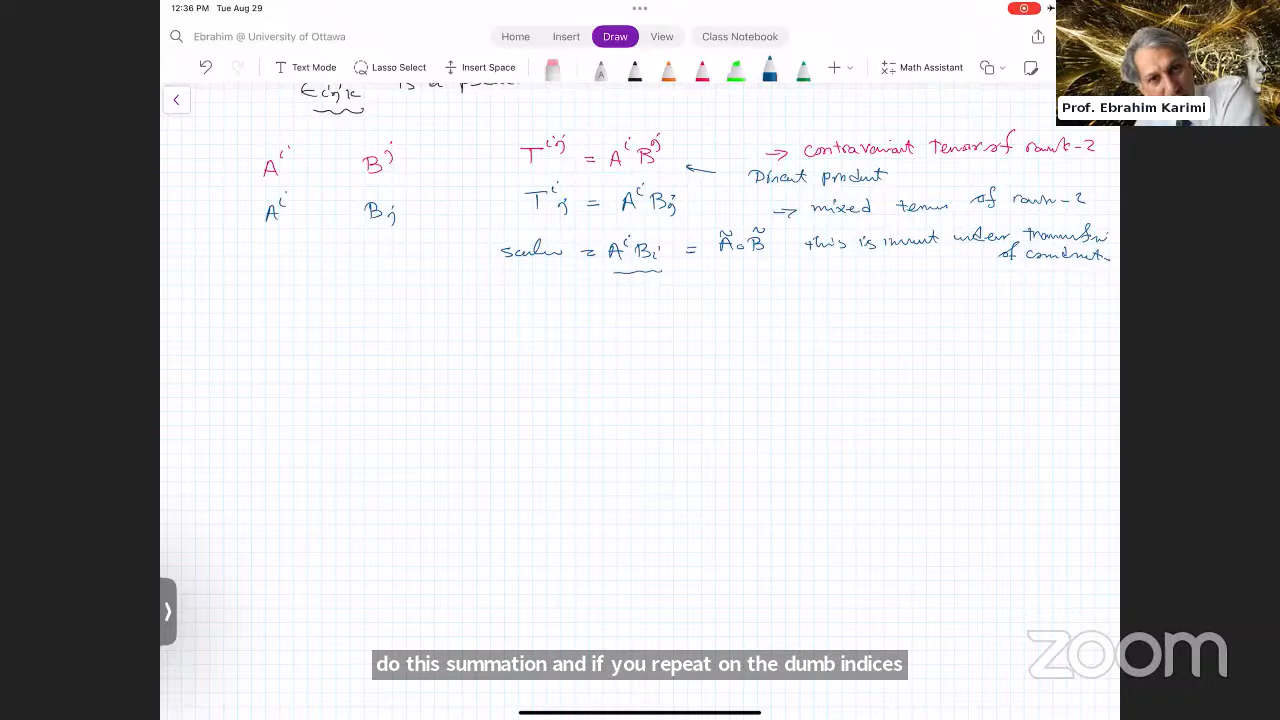 12:36 PM Tue Aug 29
Ebrahim @ University of Ottawa
Home Insert Draw View Class Notebook
Text Mode Lasso Select Insert Space Math Assistant
Prof. Ebrahim Karimi
ϵijk is a
A^i B^j T^ij = A^i B^j → contravariant tensor of rank-2
← Direct product
A^i B_j T^i_j = A^i B_j → mixed tensor of rank-2
scalar = A^i B_i = Ã∘B̃ this is under
of
do this summation and if you repeat on the dumb indices
zoom